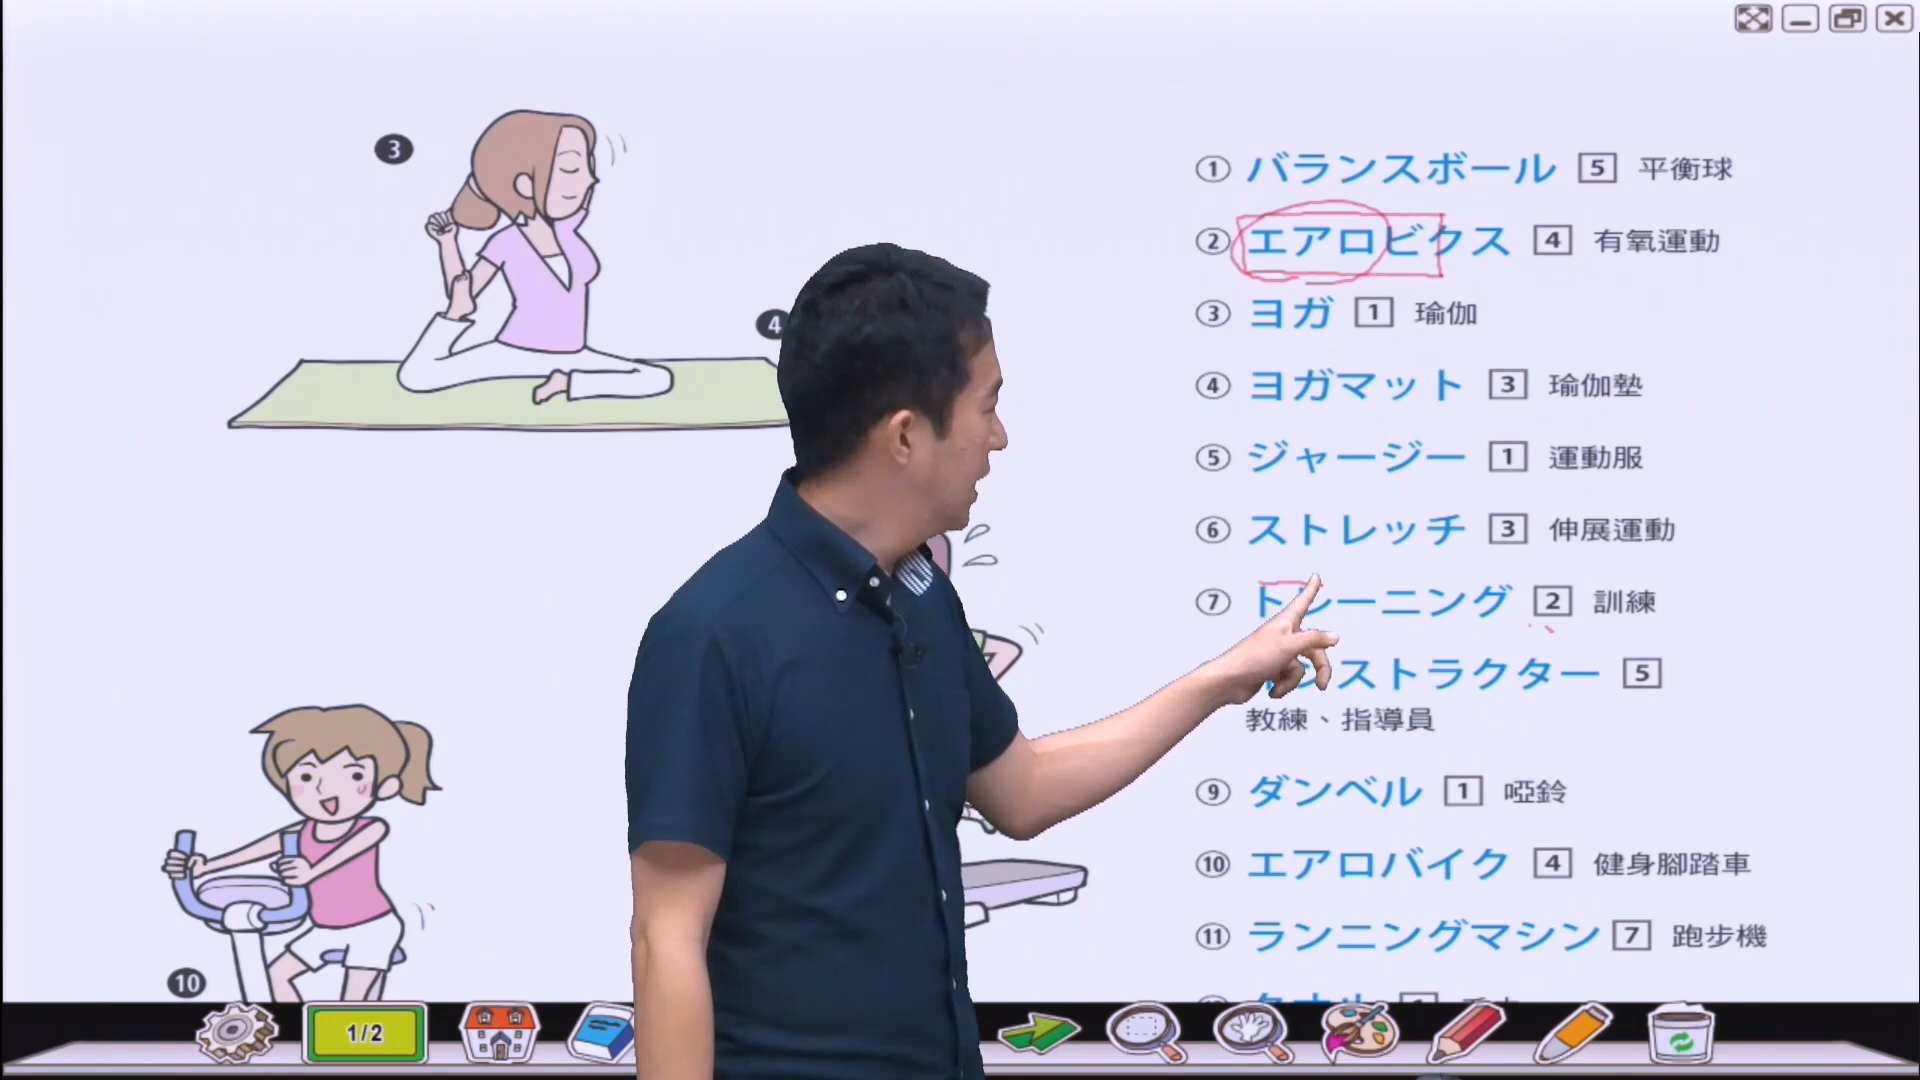 3
① バランスボール 5 平衡球
② エアロビクス 4 有氧運動
4
③ ヨガ 1 瑜伽
④ ヨガマット 3 瑜伽墊
⑤ ジャージー 1 運動服
⑥ ストレッチ 3 伸展運動
⑦ トレーニング 2 訓練
ンストラクター 5
教練、指導員
⑨ ダンベル 1 啞鈴
⑩ エアロバイク 4 健身腳踏車
⑪ ランニングマシン 7 跑步機
10
1/2